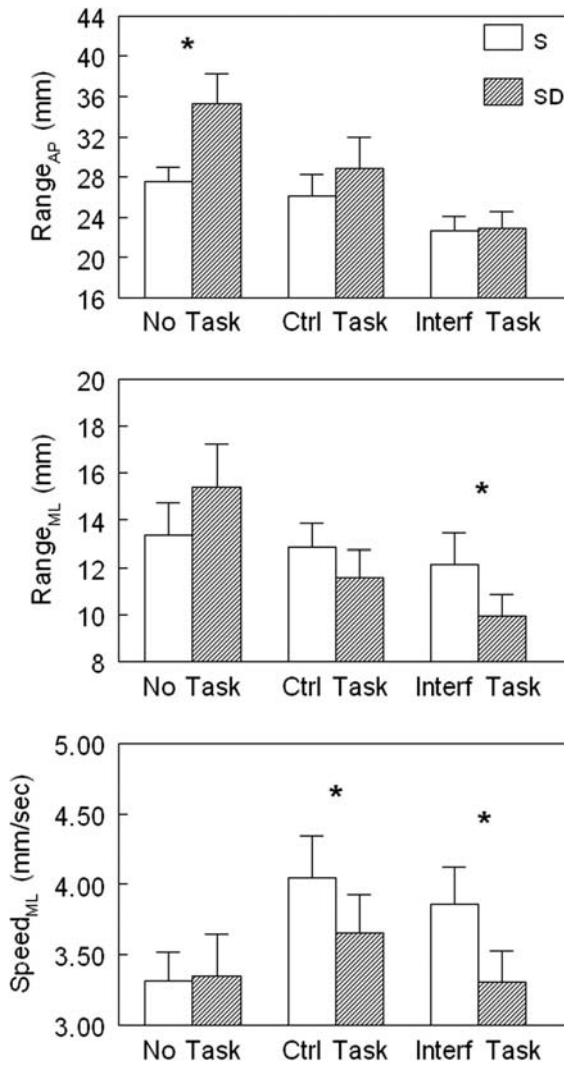 44
40
36
32
28
24
20
16
Range_AP (mm)
*
S
SD
No Task
Ctrl Task
Interf Task
20
18
16
14
12
10
8
Range_ML (mm)
*
No Task
Ctrl Task
Interf Task
5.00
4.50
4.00
3.50
3.00
Speed_ML (mm/sec)
*
*
No Task
Ctrl Task
Interf Task